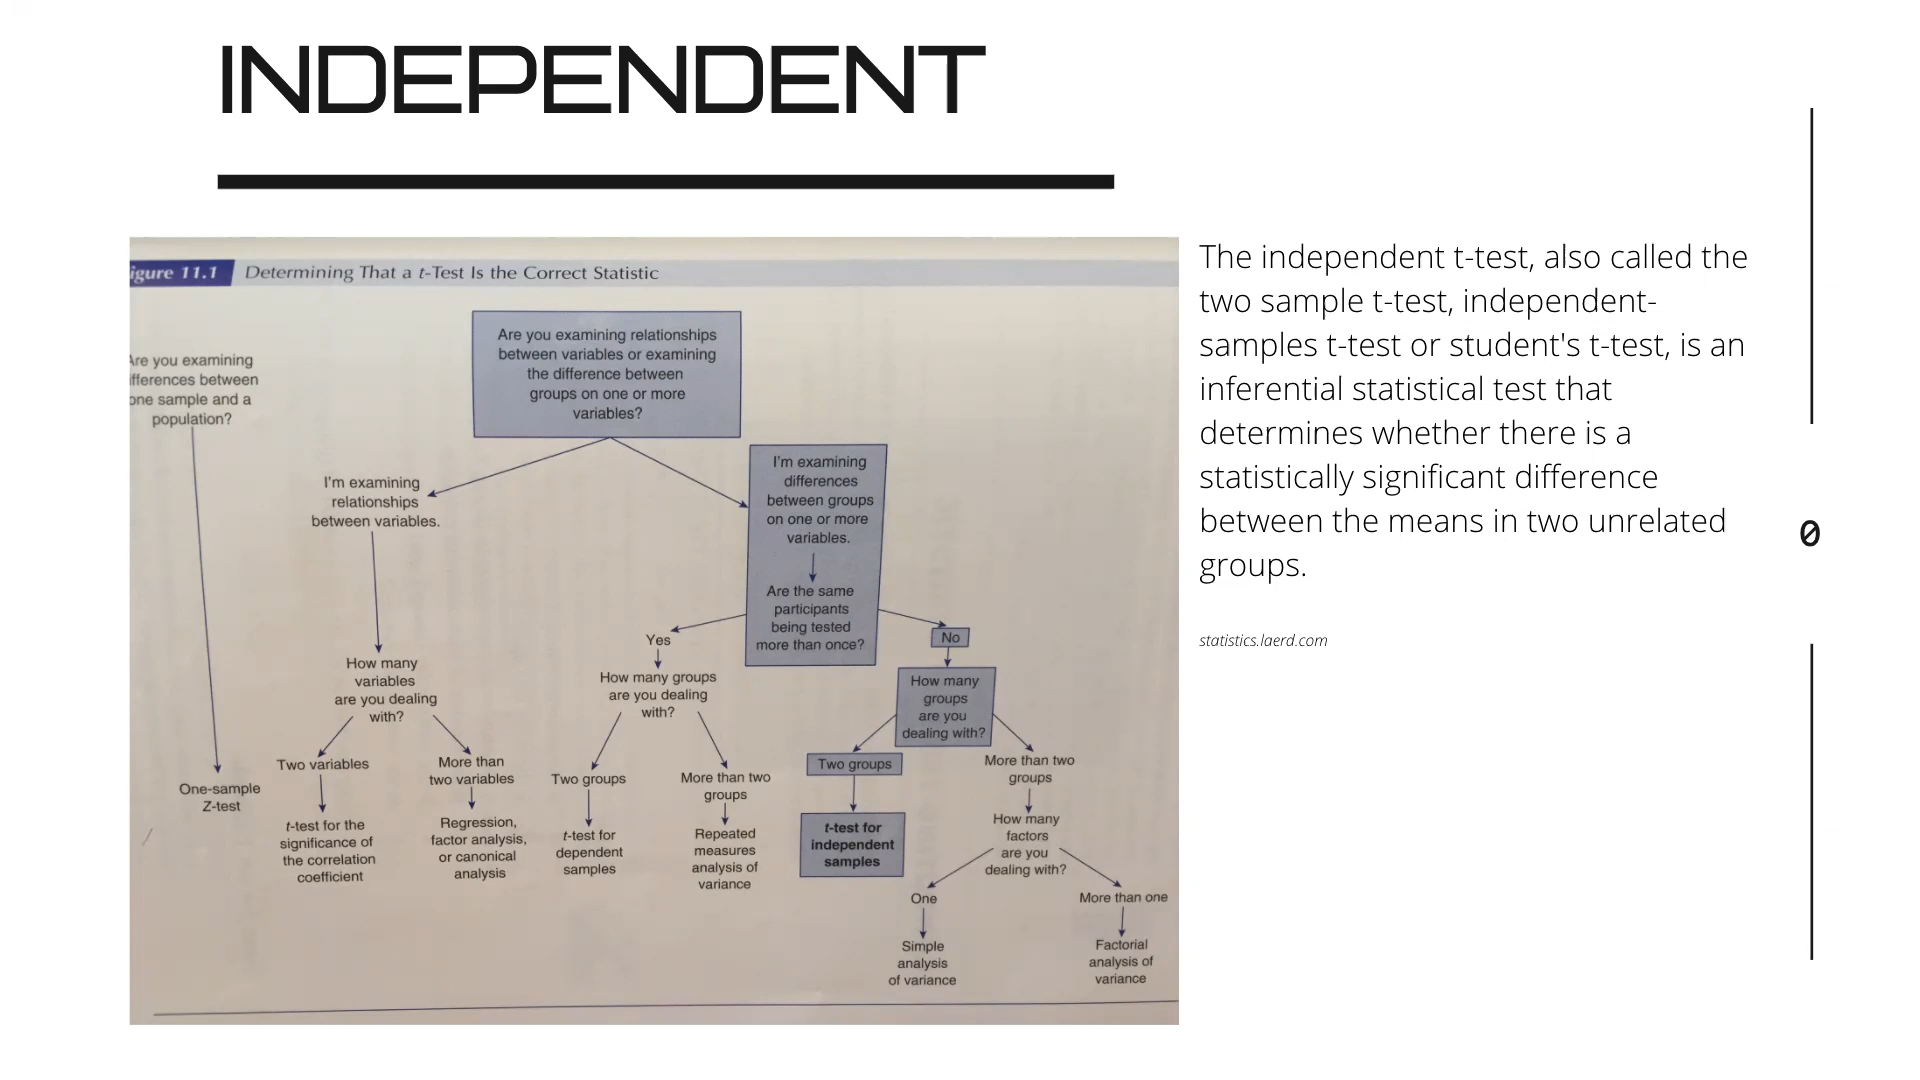 INDEPENDENT
igure 11.1 Determining That a t-Test Is the Correct Statistic
Are you examining
ifferences between
one sample and a
population?
One-sample
Z-test
Are you examining relationships
between variables or examining
the difference between
groups on one or more
variables?
I'm examining
relationships
between variables.
How many
variables
are you dealing
with?
Two variables
t-test for the
significance of
the correlation
coefficient
More than
two variables
Regression,
factor analysis,
or canonical
analysis
I'm examining
differences
between groups
on one or more
variables.
Are the same
participants
being tested
more than once?
Yes
How many groups
are you dealing
with?
Two groups
t-test for
dependent
samples
More than two
groups
Repeated
measures
analysis of
variance
No
How many
groups
are you
dealing with?
Two groups
t-test for
independent
samples
More than two
groups
How many
factors
are you
dealing with?
One
Simple
analysis
of variance
More than one
Factorial
analysis of
variance
The independent t-test, also called the
two sample t-test, independent-
samples t-test or student's t-test, is an
inferential statistical test that
determines whether there is a
statistically significant difference
between the means in two unrelated
groups.
statistics.laerd.com
0